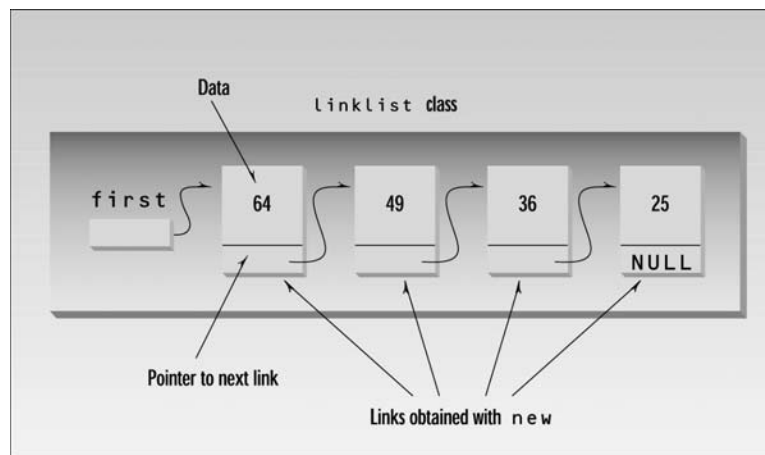 Data
linklist class
first
64
49
36
25
NULL
Pointer to next link
Links obtained with new